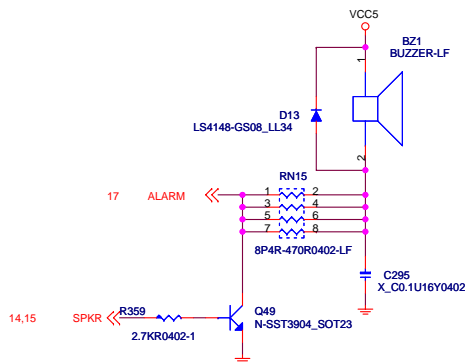 VCC5
BZ1
BUZZER-LF
1
2
D13
LS4148-GS08_LL34
RN15
17 ALARM
1 2
3 4
5 6
7 8
8P4R-470R0402-LF
C295
X_C0.1U16Y0402
14,15 SPKR
R359
2.7KR0402-1
Q49
N-SST3904_SOT23